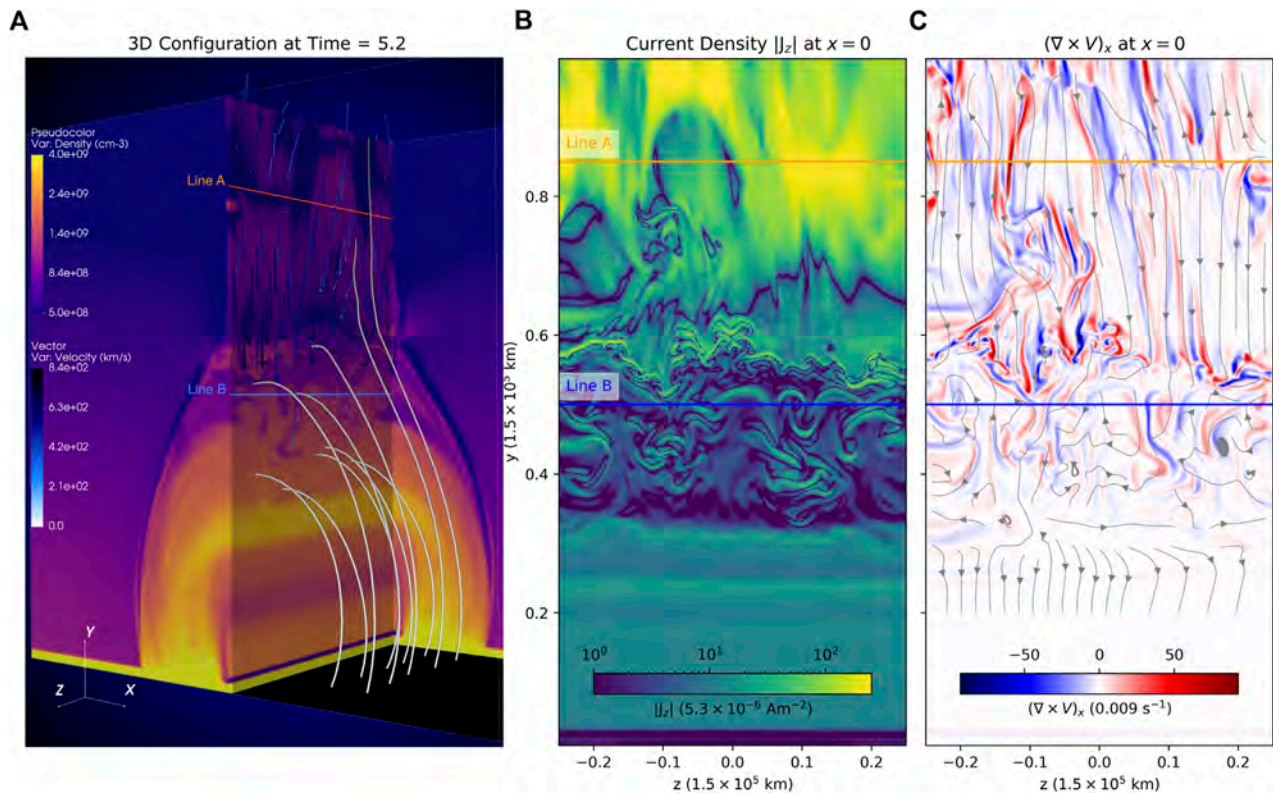 A
3D Configuration at Time = 5.2
Pseudocolor
Var: Density (cm-3)
4.0e+09
2.4e+09
1.4e+09
8.4e+08
5.0e+08
Vector
Var: Velocity (km/s)
8.4e+02
6.3e+02
4.2e+02
2.1e+02
0.0
Line A
Line B
Y
Z
X
B
Current Density |J_z| at x = 0
Line A
Line B
y (1.5 × 10^5 km)
0.8
0.6
0.4
0.2
10^0
10^1
10^2
|J_z| (5.3 × 10^−6 Am^−2)
−0.2
−0.1
0.0
0.1
0.2
z (1.5 × 10^5 km)
C
(∇ × V)_x at x = 0
−50
0
50
(∇ × V)_x (0.009 s^−1)
−0.2
−0.1
0.0
0.1
0.2
z (1.5 × 10^5 km)